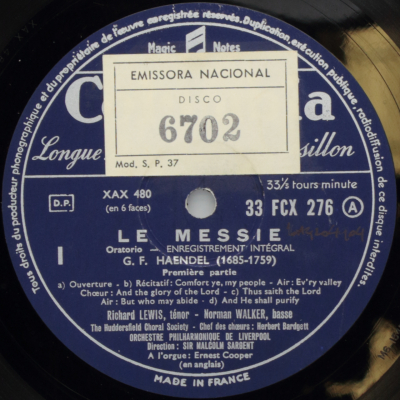 Tous droits du producteur phonographique et du propriétaire de l'oeuvre enregistrée réservés. Duplication, exécution publique, radiodiffusion de ce disque interdites.
Magic Notes
EMISSORA NACIONAL
DISCO
6702
Mod. S. P. 37
Longue
D.P.
XAX 480
(en 6 faces)
33⅓ tours minute
33 FCX 276 A
LE MESSIE
I
Oratorio — ENREGISTREMENT INTÉGRAL
G. F. HAENDEL (1685-1759)
Première partie
a) Ouverture - b) Récitatif: Comfort ye, my people - Air: Ev'ry valley
Chœur: And the glory of the Lord - c) Thus saith the Lord
Air: But who may abide - d) And He shall purify
Richard LEWIS, ténor - Norman WALKER, basse
The Huddersfield Choral Society - Chef des chœurs: Herbert Bardgett
ORCHESTRE PHILHARMONIQUE DE LIVERPOOL
Direction: SIR MALCOLM SARGENT
A l'orgue: Ernest Cooper
(en anglais)
MADE IN FRANCE